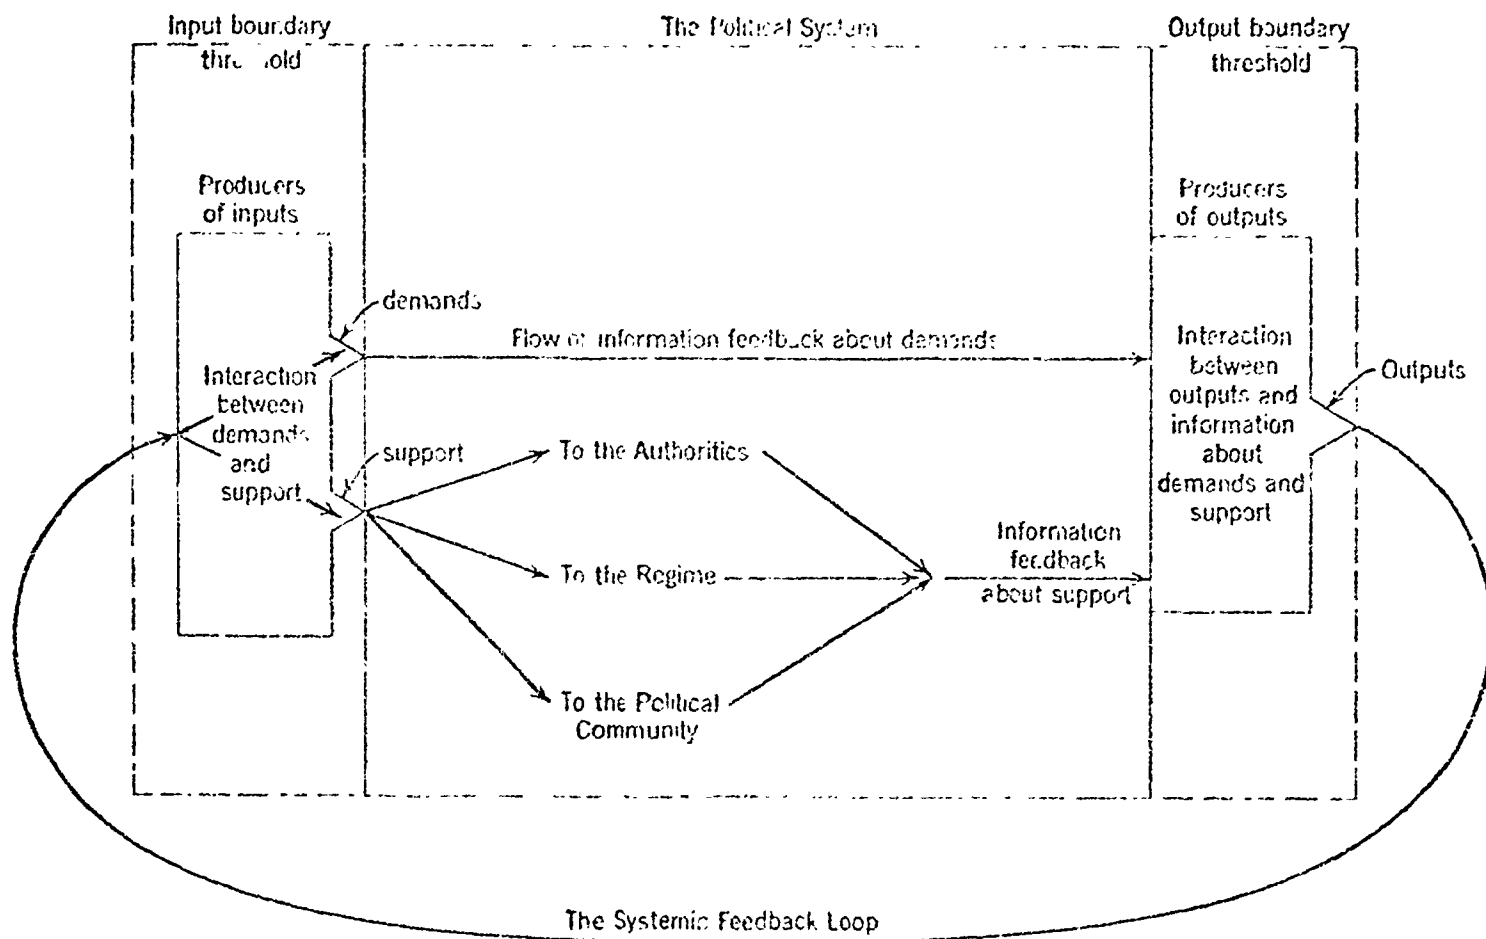 Input boundary
threshold
The Political System
Output boundary
threshold
Producers
of inputs
Producers
of outputs
demands
Flow of information feedback about demands
Interaction
between
demands
and
support
support
To the Authorities
To the Regime
To the Political
Community
Information
feedback
about support
Interaction
between
outputs and
information
about
demands and
support
Outputs
The Systemic Feedback Loop